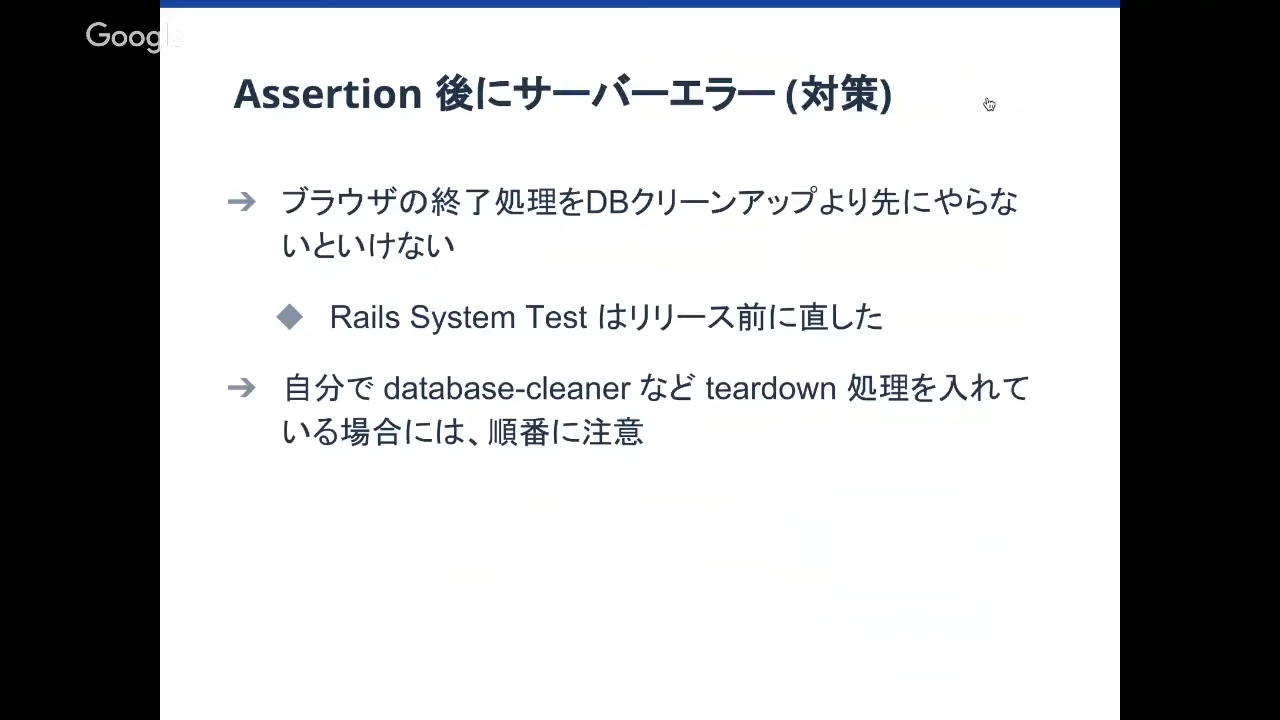 Google
Assertion 後にサーバーエラー (対策)
ブラウザの終了処理をDBクリーンアップより先にやらな
いといけない
Rails System Test はリリース前に直した
自分で database-cleaner など teardown 処理を入れて
いる場合には、順番に注意